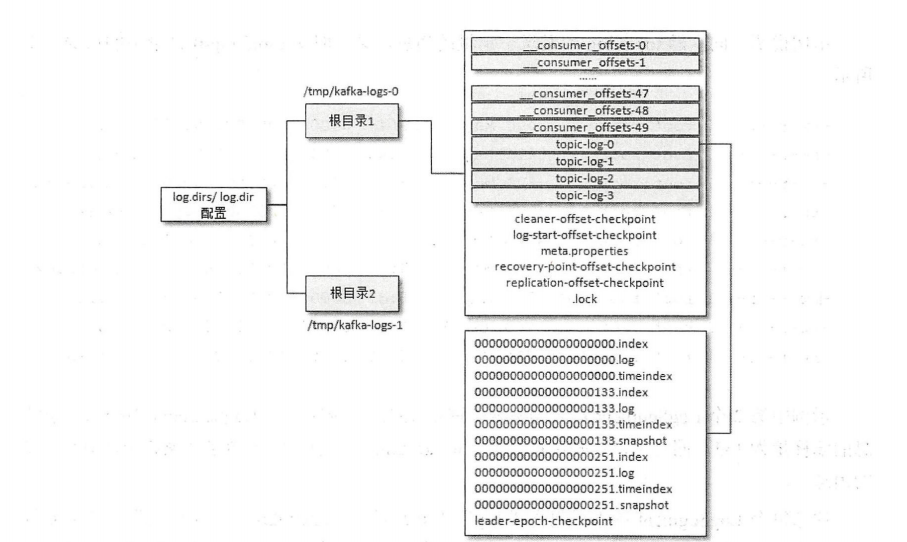 __consumer_offsets-0
__consumer_offsets-1
......
__consumer_offsets-47
__consumer_offsets-48
__consumer_offsets-49
topic-log-0
topic-log-1
topic-log-2
topic-log-3
cleaner-offset-checkpoint
log-start-offset-checkpoint
meta.properties
recovery-point-offset-checkpoint
replication-offset-checkpoint
.lock
/tmp/kafka-logs-0
根目录1
log.dirs/ log.dir
配置
根目录2
/tmp/kafka-logs-1
00000000000000000000.index
00000000000000000000.log
00000000000000000000.timeindex
00000000000000000133.index
00000000000000000133.log
00000000000000000133.timeindex
00000000000000000133.snapshot
00000000000000000251.index
00000000000000000251.log
00000000000000000251.timeindex
00000000000000000251.snapshot
leader-epoch-checkpoint